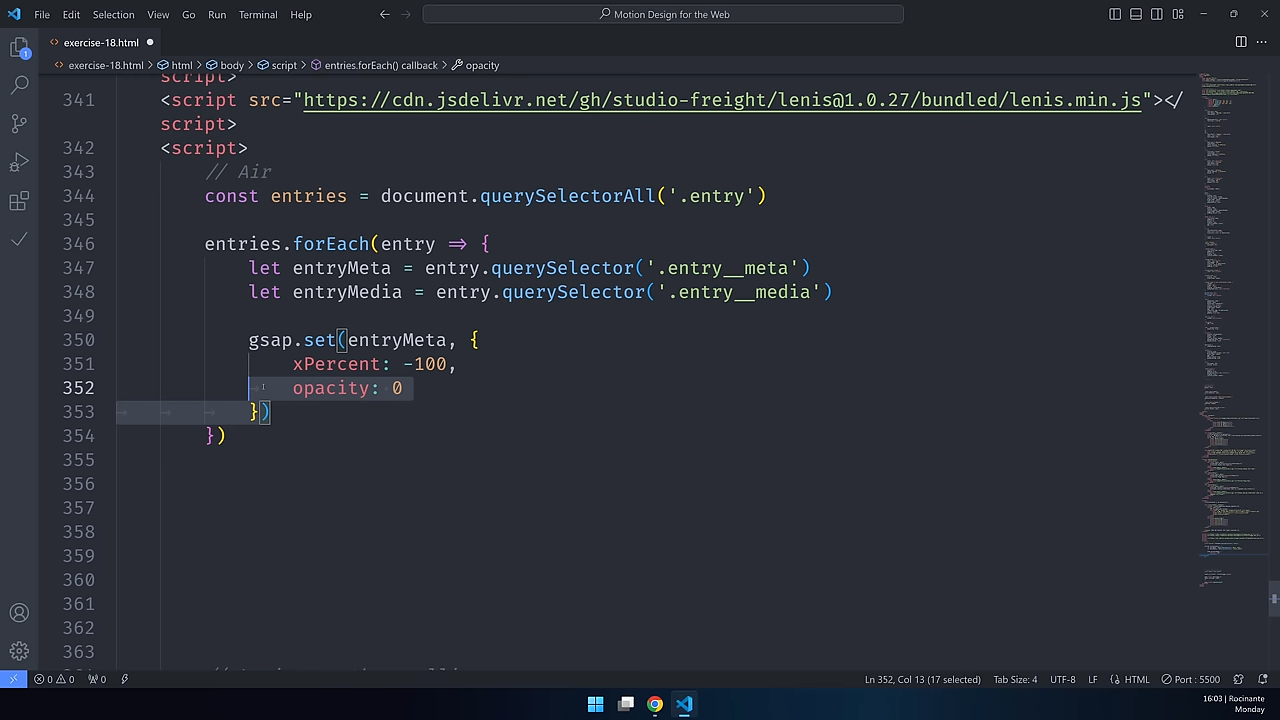 File Edit Selection View Go Run Terminal Help
Motion Design for the Web
exercise-18.html
exercise-18.html > html > body > script > entries.forEach() callback > opacity
script>
341 <script src="https://cdn.jsdelivr.net/gh/studio-freight/lenis@1.0.27/bundled/lenis.min.js"></
script>
342 <script>
343 // Air
344 const entries = document.querySelectorAll('.entry')
345
346 entries.forEach(entry => {
347 let entryMeta = entry.querySelector('.entry__meta')
348 let entryMedia =entry.querySelector('.entry__media')
349
350 gsap.set(entryMeta, {
351 xPercent: -100,
352 opacity: 0
353 })
354 })
355
356
357
358
359
360
361
362
363
1
0 0 0
Ln 352, Col 13 (17 selected) Tab Size: 4 UTF-8 LF HTML Port : 5500
16:03 | Rocinante
Monday